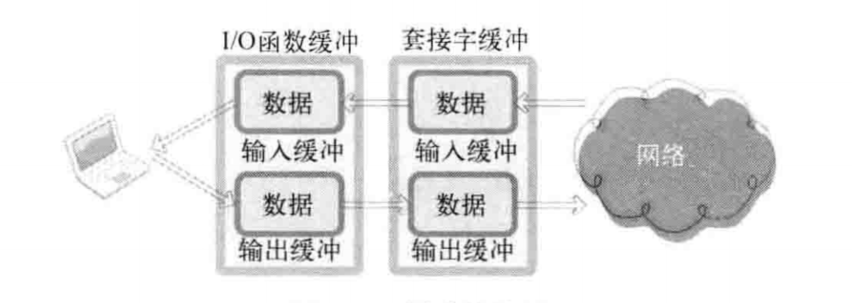 I/O函数缓冲 套接字缓冲
数据 数据
输入缓冲 输入缓冲
网络
数据 数据
输出缓冲 输出缓冲